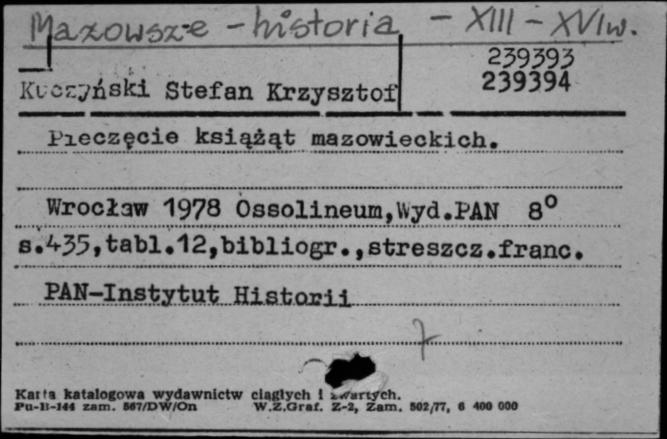 Mazowsze - historia - XIII - XVI w.
239393
Kuczyński Stefan Krzysztof
239394
Pieczęcie książąt mazowieckich.
Wrocław 1978 Ossolineum,Wyd.PAN 8°
s.435,tabl.12,bibliogr.,streszcz.franc.
PAN-Instytut Historii
7
Karta katalogowa wydawnictw ciągłych i zwartych.
Pu-B-144 zam. 567/DW/On W.Z.Graf. Z-2, Zam. 502/77, 6 400 000